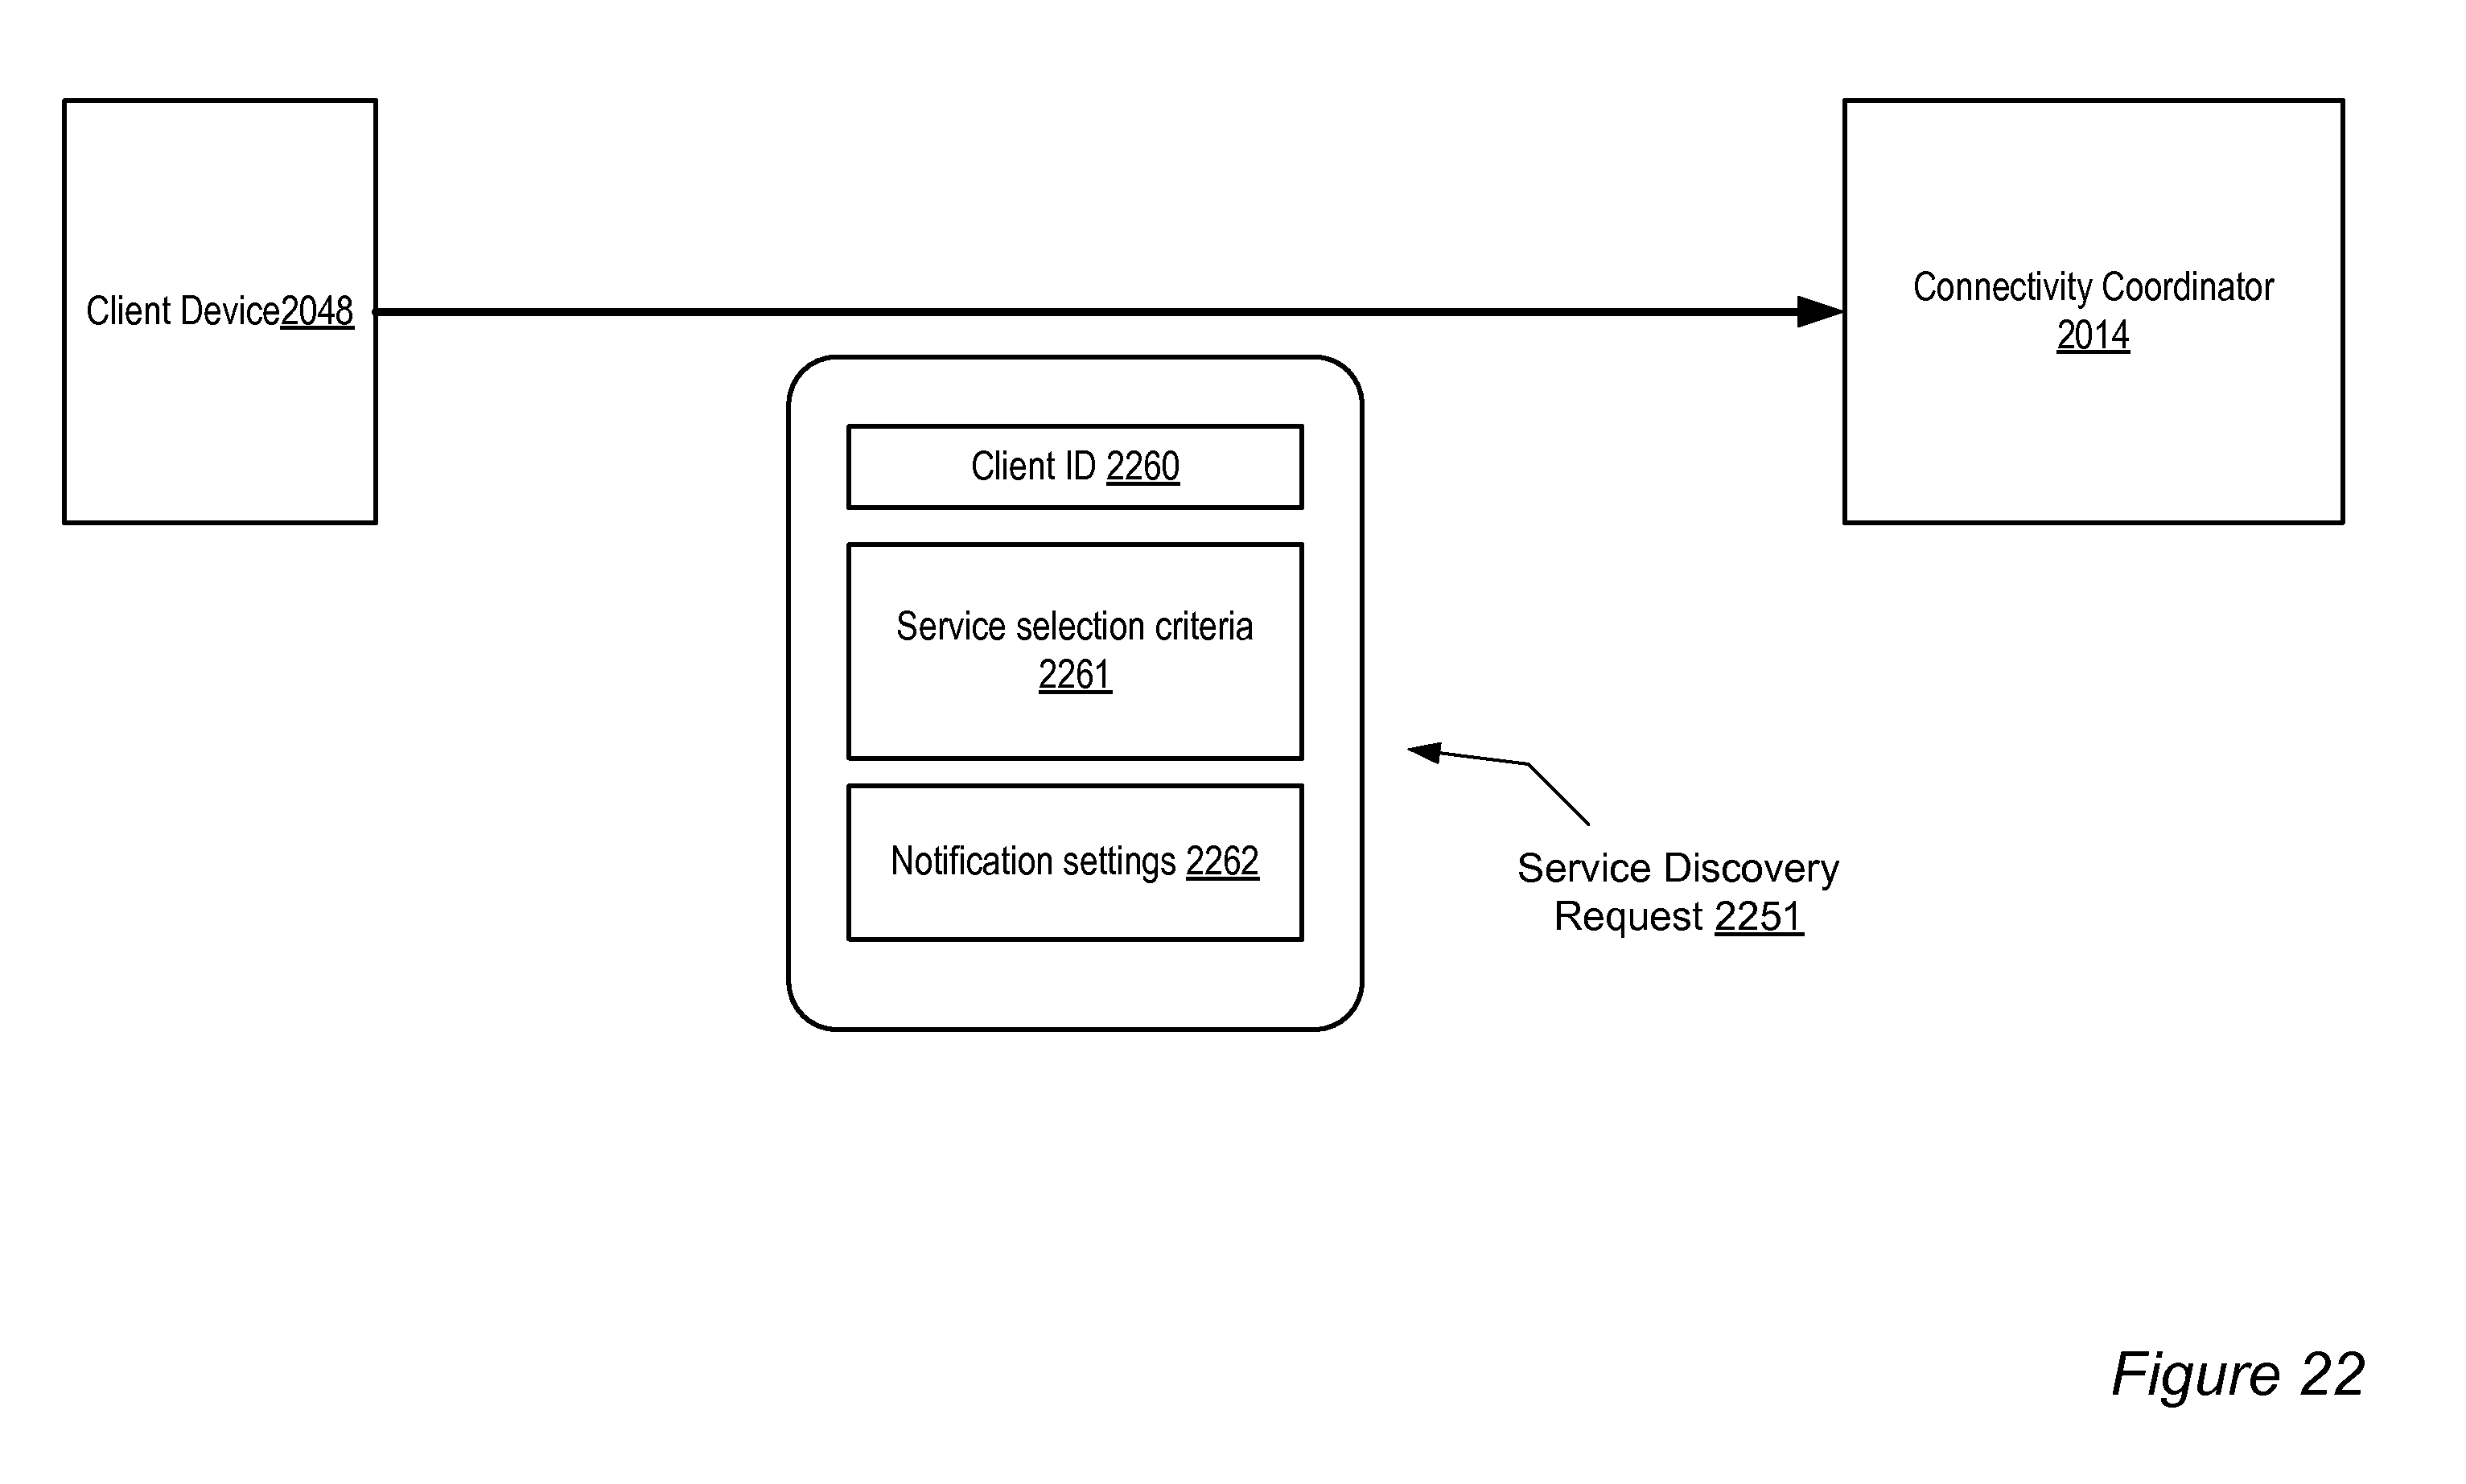 Client Device2048
Connectivity Coordinator
2014
Client ID 2260
Service selection criteria
2261
Notification settings 2262
Service Discovery
Request 2251
Figure 22